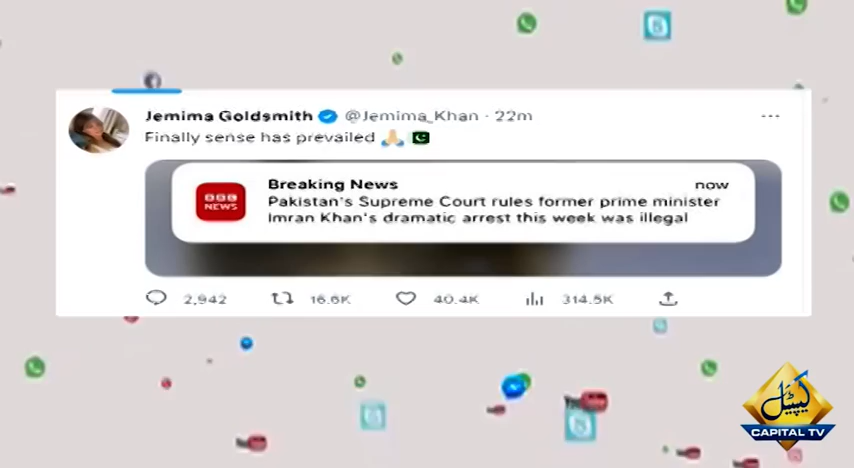 Jemima Goldsmith @Jemima_Khan · 22m
Finally sense has prevailed
BBC
NEWS
Breaking News
now
Pakistan's Supreme Court rules former prime minister
Imran Khan's dramatic arrest this week was illegal
2,942 16.6K 40.4K 314.5K
کیپیٹل
CAPITAL TV